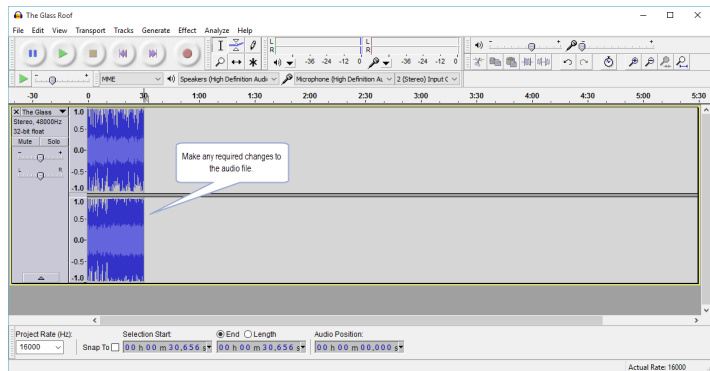 The Glass Roof
File Edit View Transport Tracks Generate Effect Analyze Help
L
R
-36 -24 -12 0
L
R
-36 -24 -12 0
MME
Speakers (High Definition Audi
Microphone (High Definition Au
2 (Stereo) Input C
-30 0 30 1:00 1:30 2:00 2:30 3:00 3:30 4:00 4:30 5:00 5:30
X The Glass
Stereo, 48000Hz
32-bit float
Mute Solo
- +
L R
1.0
0.5-
0.0-
-0.5-
-1.0
1.0
0.5-
0.0-
-0.5-
-1.0
Make any required changes to
the audio file
Project Rate (Hz): Selection Start: End Length Audio Position:
16000 Snap To 00 h 00 m 30,656 s 00 h 00 m 30,656 s 00 h 00 m 00,000 s
Actual Rate: 16000